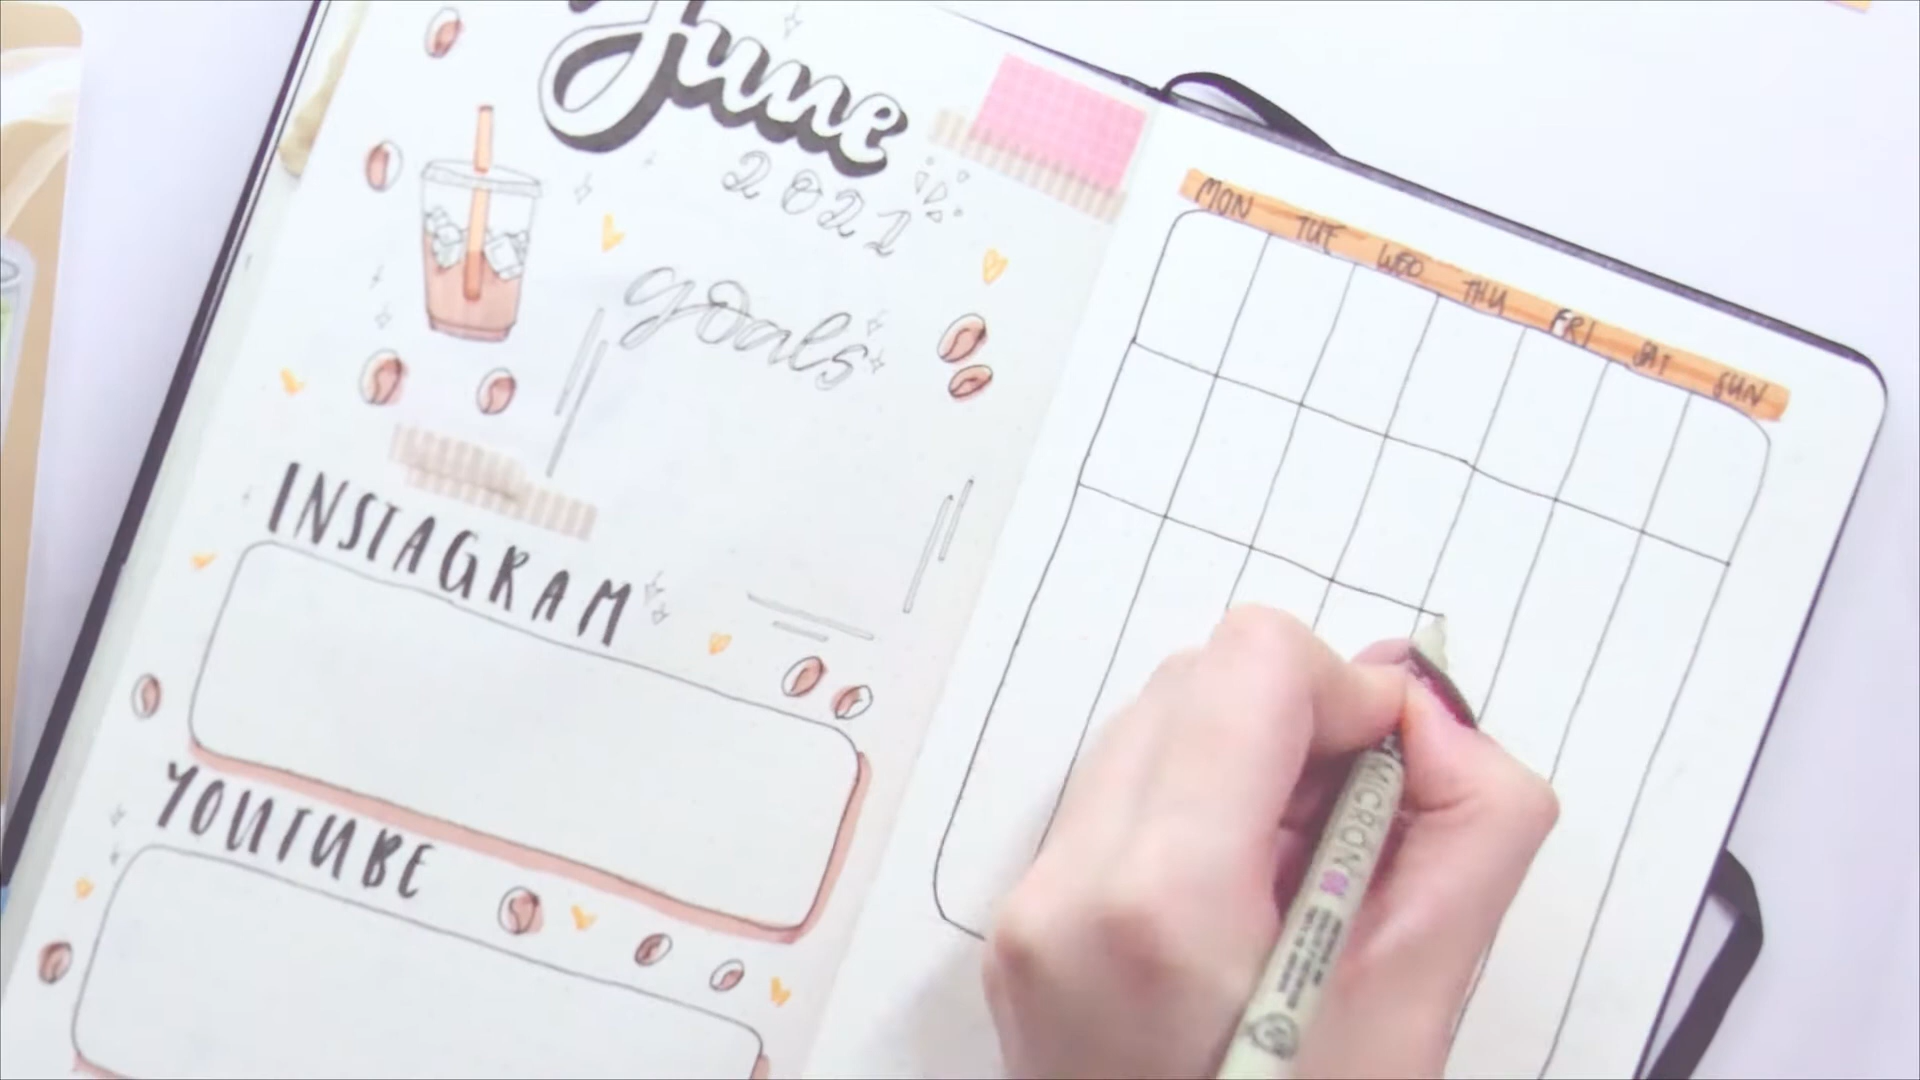 June
2021
goals
INSTAGRAM
YOUTUBE
MON TUE WED THU FRI SAT SUN
MICRON